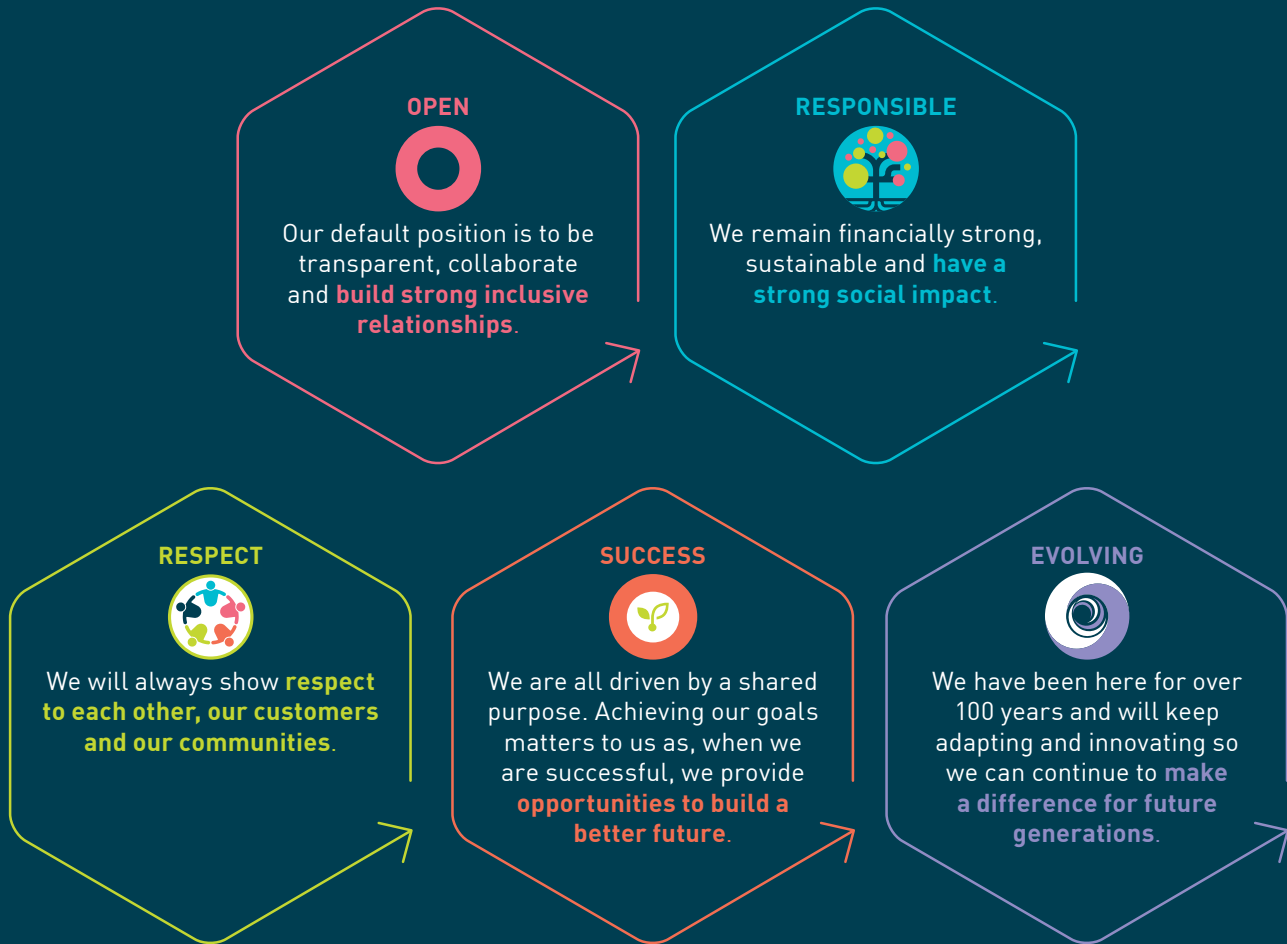 OPEN
Our default position is to be
transparent, collaborate
and build strong inclusive
relationships.
RESPONSIBLE
We remain financially strong,
sustainable and have a
strong social impact.
RESPECT
We will always show respect
to each other, our customers
and our communities.
SUCCESS
We are all driven by a shared
purpose. Achieving our goals
matters to us as, when we
are successful, we provide
opportunities to build a
better future.
EVOLVING
We have been here for over
100 years and will keep
adapting and innovating so
we can continue to make
a difference for future
generations.